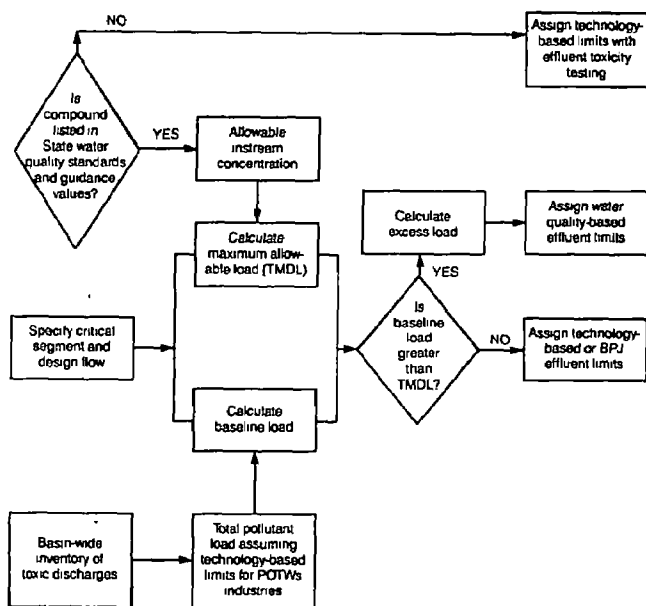 NO
Assign technology-
based limits with
effluent toxicity
testing
Is
compound
listed in
State water
quality standards
and guidance
values?
YES
Allowable
instream
concentration
Calculate
maximum allow-
able load (TMDL)
Calculate
excess load
Assign water
quality-based
effluent limits
YES
Specify critical
segment and
design flow
Is
baseline
load
greater
than
TMDL?
NO
Assign technology-
based or BPJ
effluent limits
Calculate
baseline load
Basin-wide
inventory of
toxic discharges
Total pollutant
load assuming
technology-based
limits for POTWs
industries